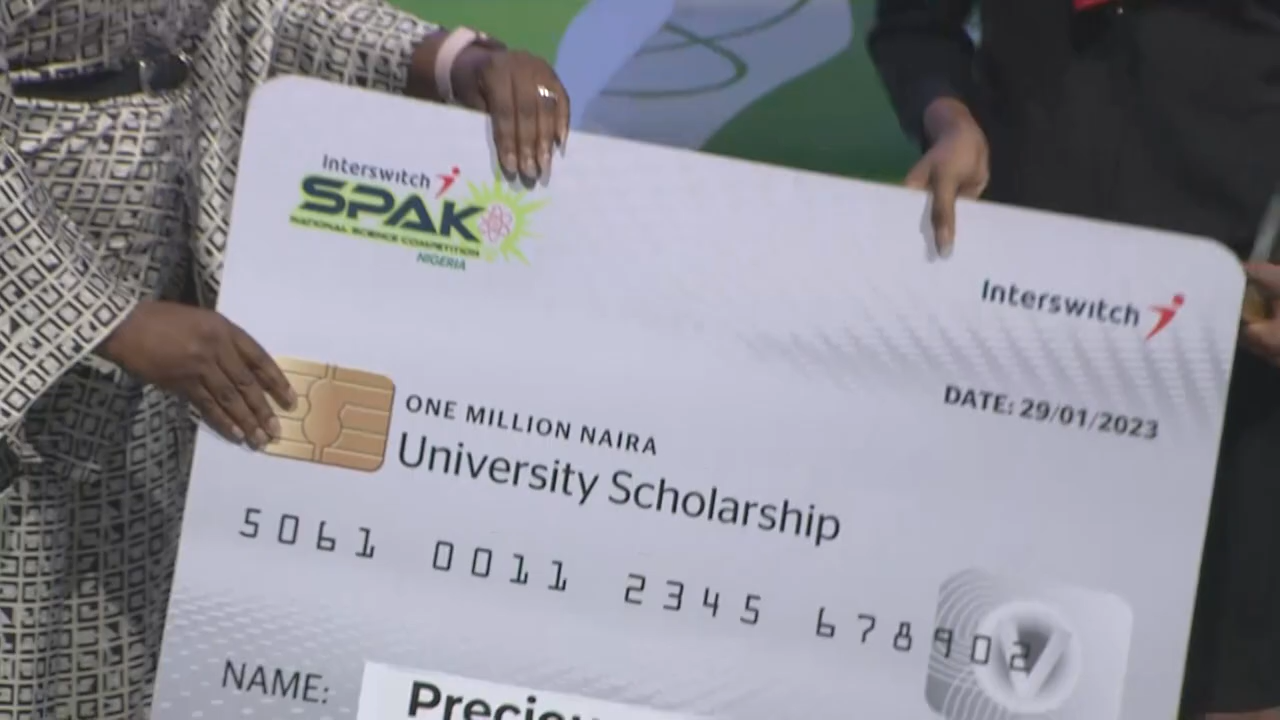 Interswitch
SPAK
NATIONAL SCIENCE COMPETITION
NIGERIA
Interswitch
DATE: 29/01/2023
ONE MILLION NAIRA
University Scholarship
5061 0011 2345 678902
NAME: